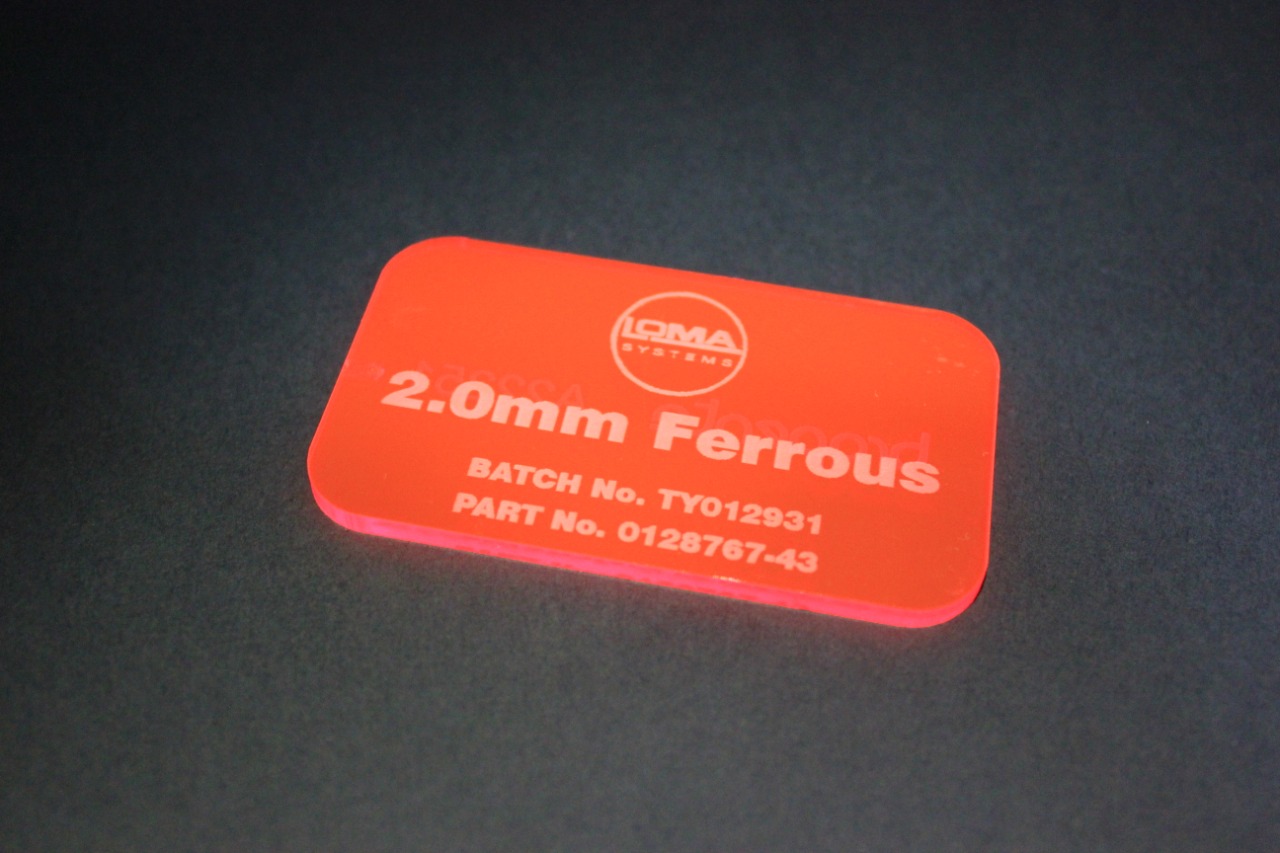 LOMA
SYSTEMS
2.0mm Ferrous
BATCH No. TY012931
PART No. 0128767-43